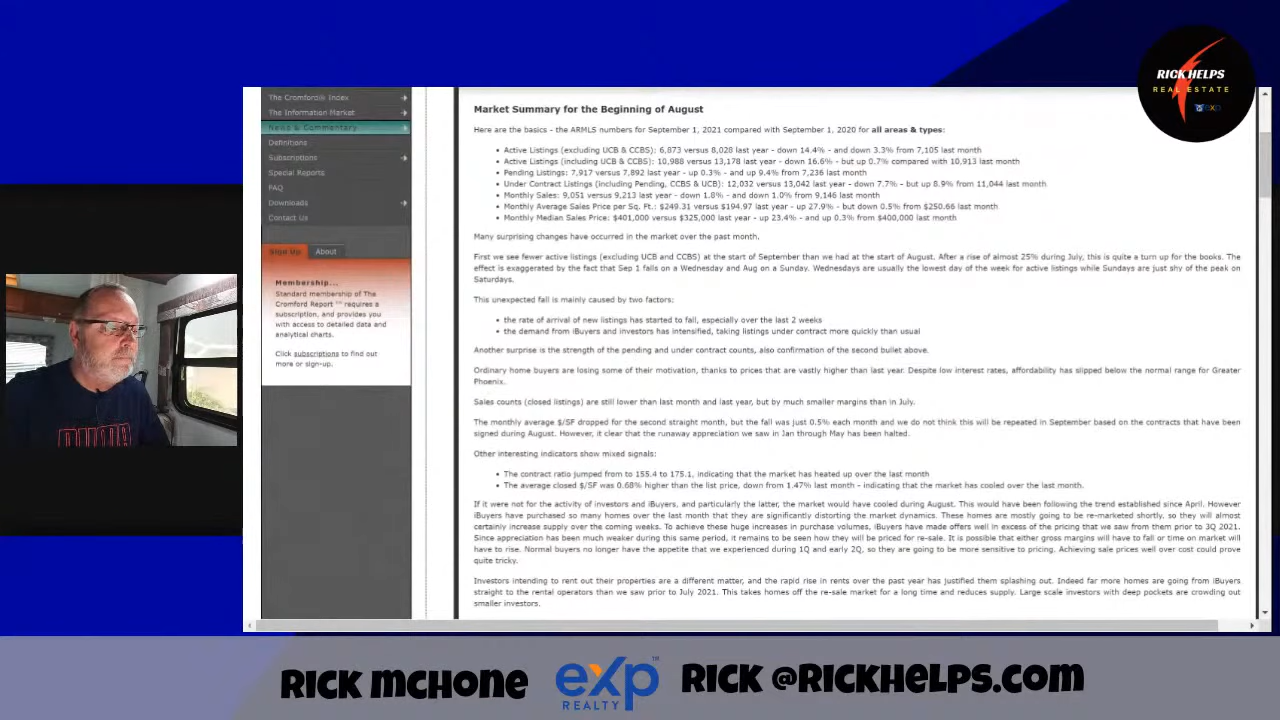 RICK HELPS
REAL ESTATE
eXp
The Cromford® Index
The Information Market
News & Commentary
Definitions
Subscriptions
Special Reports
FAQ
Downloads
Contact Us
Sign Up
About
Membership...
Standard membership of The
Cromford Report ™ requires a
subscription, and provides you
with access to detailed data and
analytical charts.
Click subscriptions to find out
more or sign-up.
Market Summary for the Beginning of August
Here are the basics - the ARMLS numbers for September 1, 2021 compared with September 1, 2020 for all areas & types:
• Active Listings (excluding UCB & CCBS): 6,873 versus 8,028 last year - down 14.4% - and down 3.3% from 7,105 last month
• Active Listings (including UCB & CCBS): 10,988 versus 13,178 last year - down 16.6% - but up 0.7% compared with 10,913 last month
• Pending Listings: 7,917 versus 7,892 last year - up 0.3% - and up 9.4% from 7,236 last month
• Under Contract Listings (including Pending, CCBS & UCB): 12,032 versus 13,042 last year - down 7.7% - but up 8.9% from 11,044 last month
• Monthly Sales: 9,051 versus 9,213 last year - down 1.8% - and down 1.0% from 9,146 last month
• Monthly Average Sales Price per Sq. Ft.: $249.31 versus $194.97 last year - up 27.9% - but down 0.5% from $250.66 last month
• Monthly Median Sales Price: $401,000 versus $325,000 last year - up 23.4% - and up 0.3% from $400,000 last month
Many surprising changes have occurred in the market over the past month.
First we see fewer active listings (excluding UCB and CCBS) at the start of September than we had at the start of August. After a rise of almost 25% during July, this is quite a turn up for the books. The
effect is exaggerated by the fact that Sep 1 falls on a Wednesday and Aug on a Sunday. Wednesdays are usually the lowest day of the week for active listings while Sundays are just shy of the peak on
Saturdays.
This unexpected fall is mainly caused by two factors:
• the rate of arrival of new listings has started to fall, especially over the last 2 weeks
• the demand from iBuyers and investors has intensified, taking listings under contract more quickly than usual
Another surprise is the strength of the pending and under contract counts, also confirmation of the second bullet above.
Ordinary home buyers are losing some of their motivation, thanks to prices that are vastly higher than last year. Despite low interest rates, affordability has slipped below the normal range for Greater
Phoenix.
Sales counts (closed listings) are still lower than last month and last year, but by much smaller margins than in July.
The monthly average $/SF dropped for the second straight month, but the fall was just 0.5% each month and we do not think this will be repeated in September based on the contracts that have been
signed during August. However, it clear that the runaway appreciation we saw in Jan through May has been halted.
Other interesting indicators show mixed signals:
• The contract ratio jumped from to 155.4 to 175.1, indicating that the market has heated up over the last month
• The average closed $/SF was 0.68% higher than the list price, down from 1.47% last month - indicating that the market has cooled over the last month.
If it were not for the activity of investors and iBuyers, and particularly the latter, the market would have cooled during August. This would have been following the trend established since April. However
iBuyers have purchased so many homes over the last month that they are significantly distorting the market dynamics. These homes are mostly going to be re-marketed shortly, so they will almost
certainly increase supply over the coming weeks. To achieve these huge increases in purchase volumes, iBuyers have made offers well in excess of the pricing that we saw from them prior to 3Q 2021.
Since appreciation has been much weaker during this same period, it remains to be seen how they will be priced for re-sale. It is possible that either gross margins will have to fall or time on market will
have to rise. Normal buyers no longer have the appetite that we experienced during 1Q and early 2Q, so they are going to be more sensitive to pricing. Achieving sale prices well over cost could prove
quite tricky.
Investors intending to rent out their properties are a different matter, and the rapid rise in rents over the past year has justified them splashing out. Indeed far more homes are going from iBuyers
straight to the rental operators than we saw prior to July 2021. This takes homes off the re-sale market for a long time and reduces supply. Large scale investors with deep pockets are crowding out
smaller investors.
RICK MCHONE
eXp™
REALTY
RICK @RICKHELPS.COM